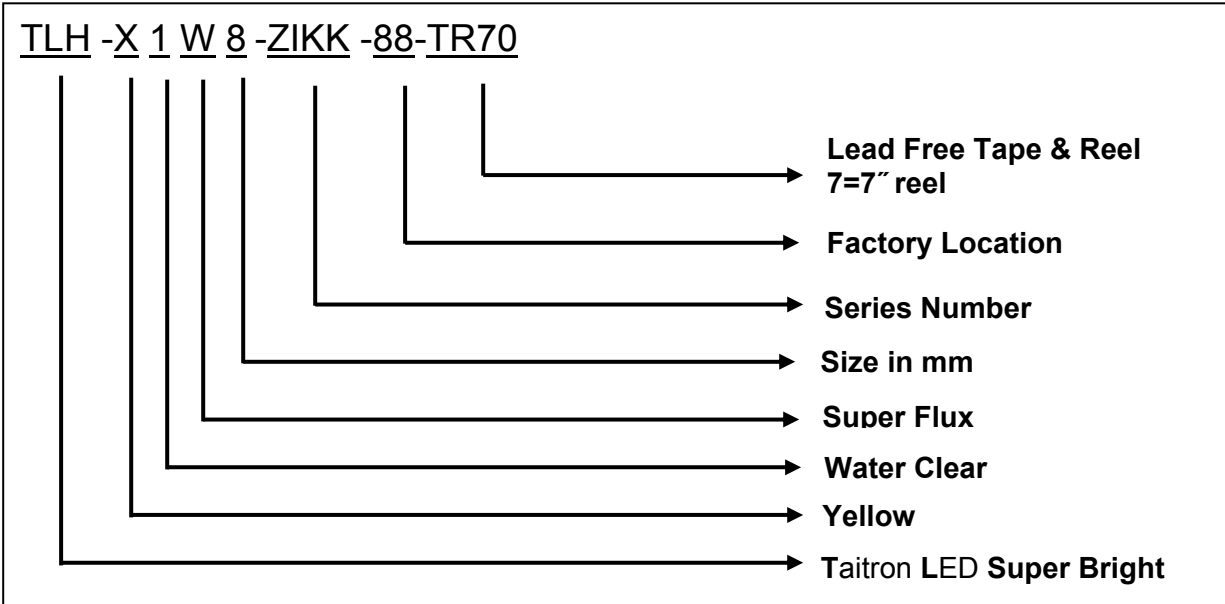 TLH -X 1 W 8 -ZIKK -88-TR70
Lead Free Tape & Reel
7=7˝ reel
Factory Location
Series Number
Size in mm
Super Flux
Water Clear
Yellow
Taitron LED Super Bright